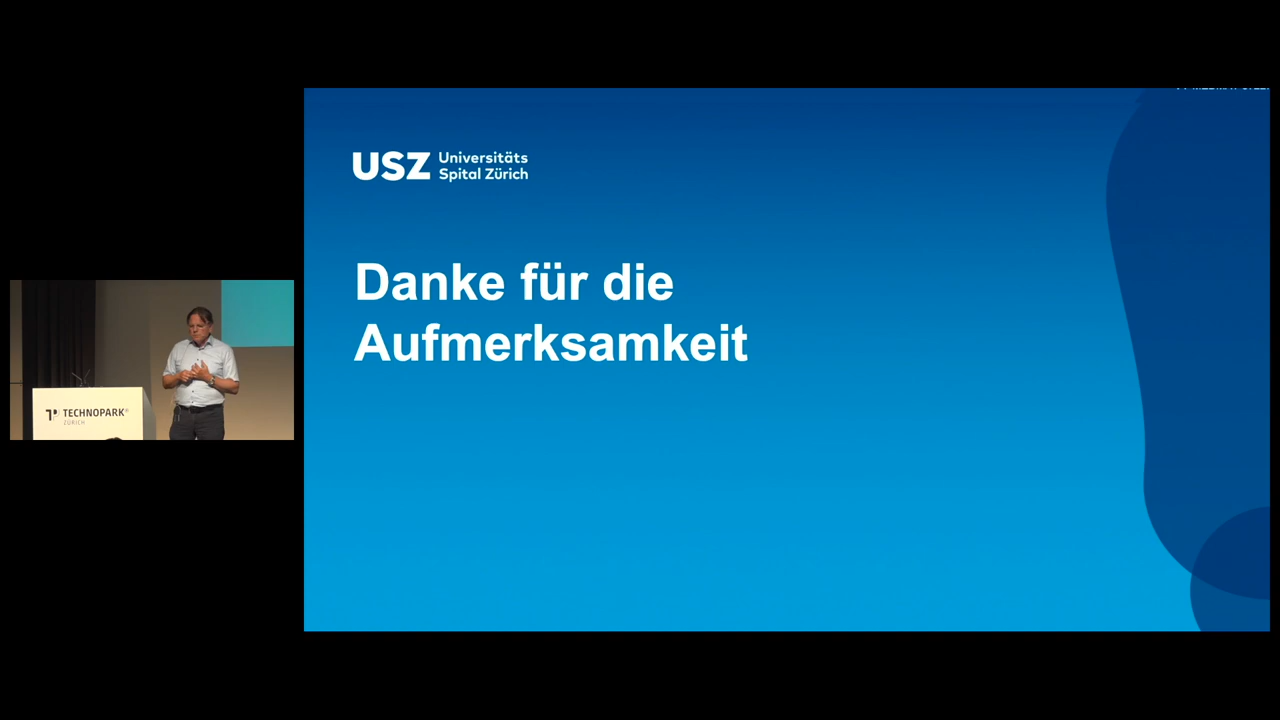 USZ Universitäts
Spital Zürich
Danke für die
Aufmerksamkeit
TECHNOPARK®
ZÜRICH